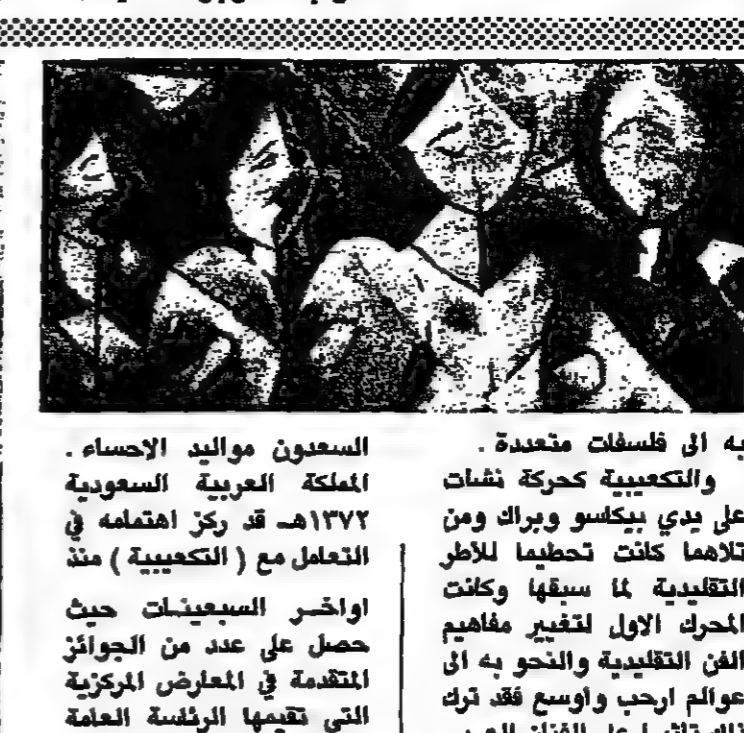 به الى فلسفات متعددة .
والتكعيبية كحركة نشات
على يدي بيكاسو وبراك ومن
تلاهما كانت تحطيما للأطر
التقليدية لما سبقها وكانت
المحرك الاول لتغيير مفاهيم
الفن التقليدية والنحو به الى
عوالم ارحب واوسع فقد ترك
السعدون مواليد الاحساء .
المملكة العربية السعودية
١٣٧٢هـ قد ركز اهتمامه في
التعامل مع ( التكعيبية ) منذ
اواخر السبعينات حيث
حصل على عدد من الجوائز
المتقدمة في المعارض المركزية
التي تقيمها الرئاسة العامة